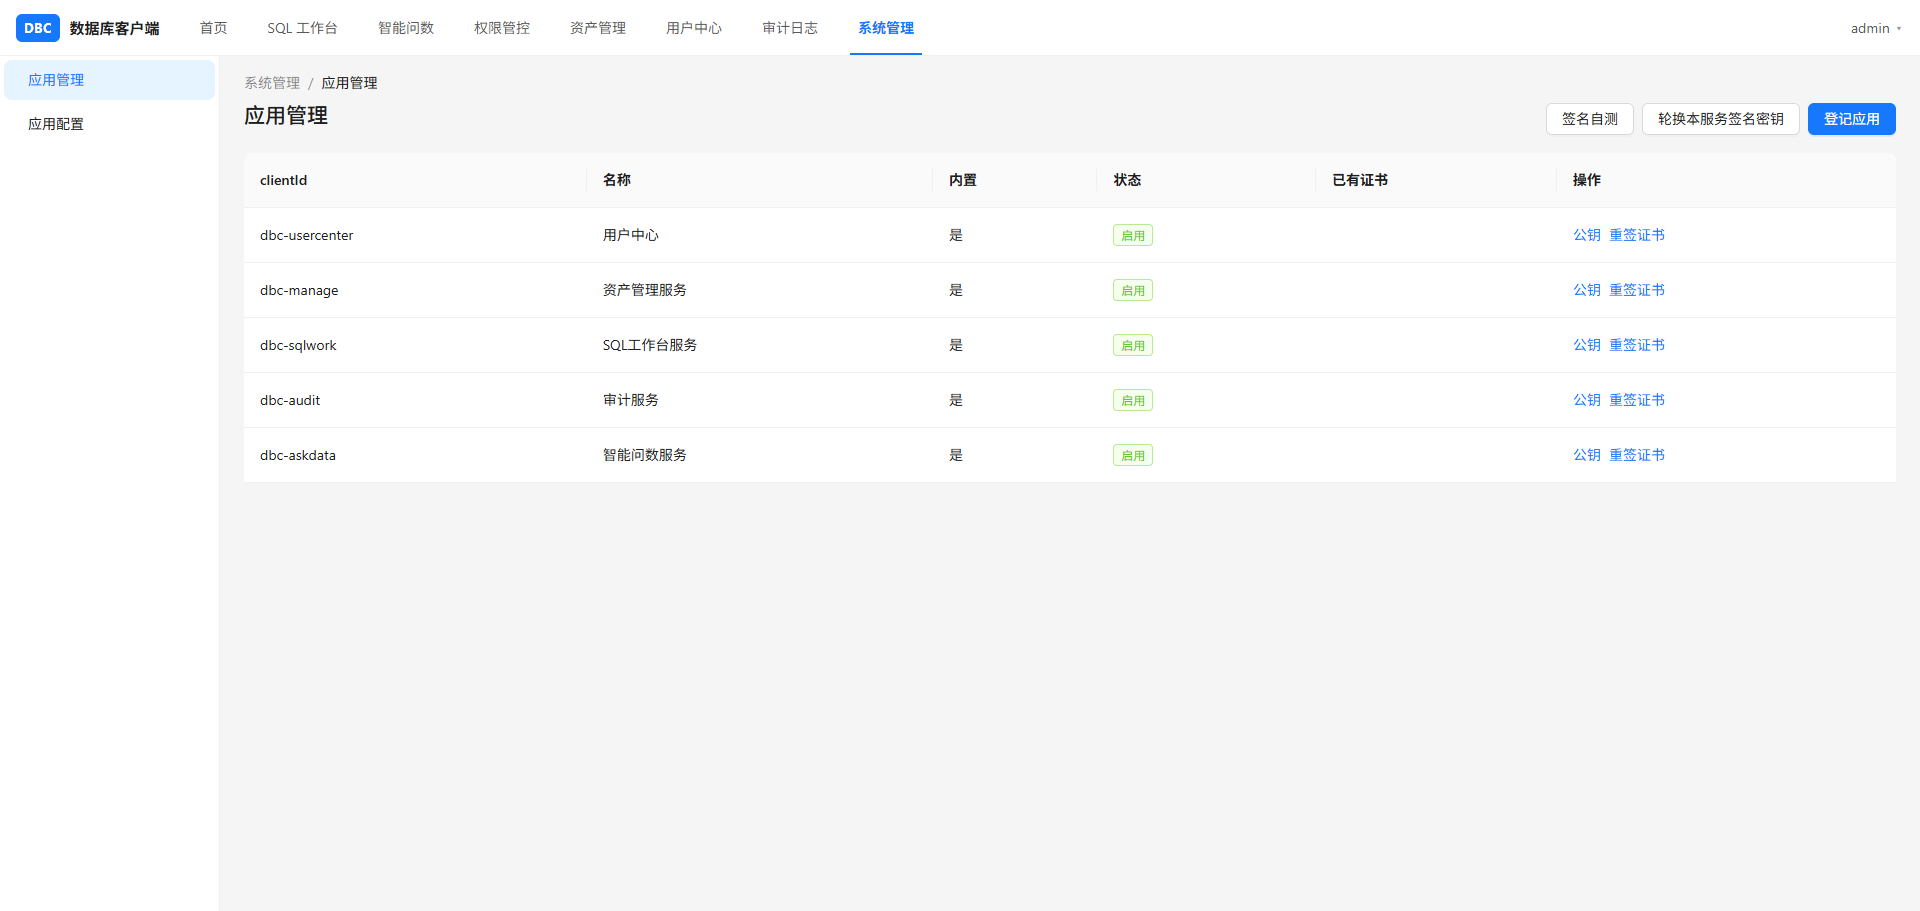 DBC 数据库客户端 首页 SQL 工作台 智能问数 权限管控 资产管理 用户中心 审计日志 系统管理 admin
应用管理
应用配置
系统管理 / 应用管理
应用管理
签名自测 轮换本服务签名密钥 登记应用
clientId 名称 内置 状态 已有证书 操作
dbc-usercenter 用户中心 是 启用 公钥 重签证书
dbc-manage 资产管理服务 是 启用 公钥 重签证书
dbc-sqlwork SQL工作台服务 是 启用 公钥 重签证书
dbc-audit 审计服务 是 启用 公钥 重签证书
dbc-askdata 智能问数服务 是 启用 公钥 重签证书